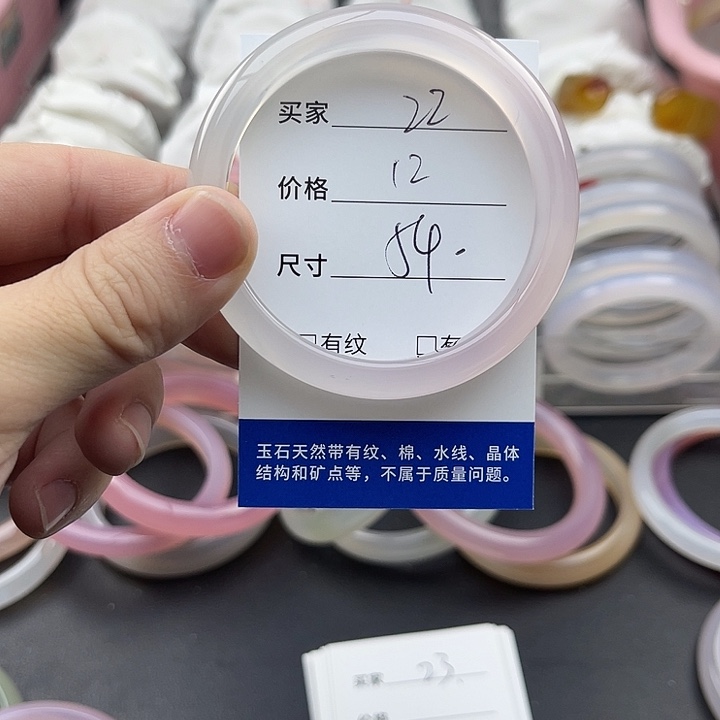 买家 22
价格 12
尺寸 54.
有纹
玉石天然带有纹、棉、水线、晶体
结构和矿点等，不属于质量问题。
买家 23